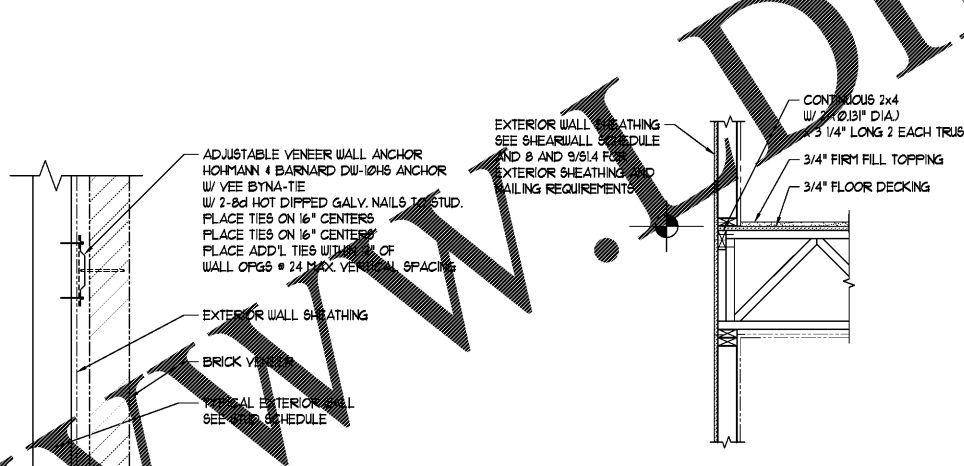 ADJUSTABLE VENEER WALL ANCHOR
HOHMANN & BARNARD DW-10HS ANCHOR
W/ VEE BYNA-TIE
W/ 2-8d HOT DIPPED GALV. NAILS TO STUD.
PLACE TIES ON 16" CENTERS
PLACE TIES ON 16" CENTERS
PLACE ADD'L TIES WITHIN OF
WALL OPGS @ 24 MAX. VERTICAL SPACING
EXTERIOR WALL SHEATHING
BRICK VENEER
TYPICAL EXTERIOR WALL
SEE STUD SCHEDULE
EXTERIOR WALL SHEATHING
SEE SHEARWALL SCHEDULE
AND 8 AND 9/S1.4 FOR
EXTERIOR SHEATHING AND
NAILING REQUIREMENTS
CONTINUOUS 2x4
W/ (0.131" DIA.)
x 3 1/4" LONG 2 EACH TRUS
3/4" FIRM FILL TOPPING
3/4" FLOOR DECKING
WWW.LD